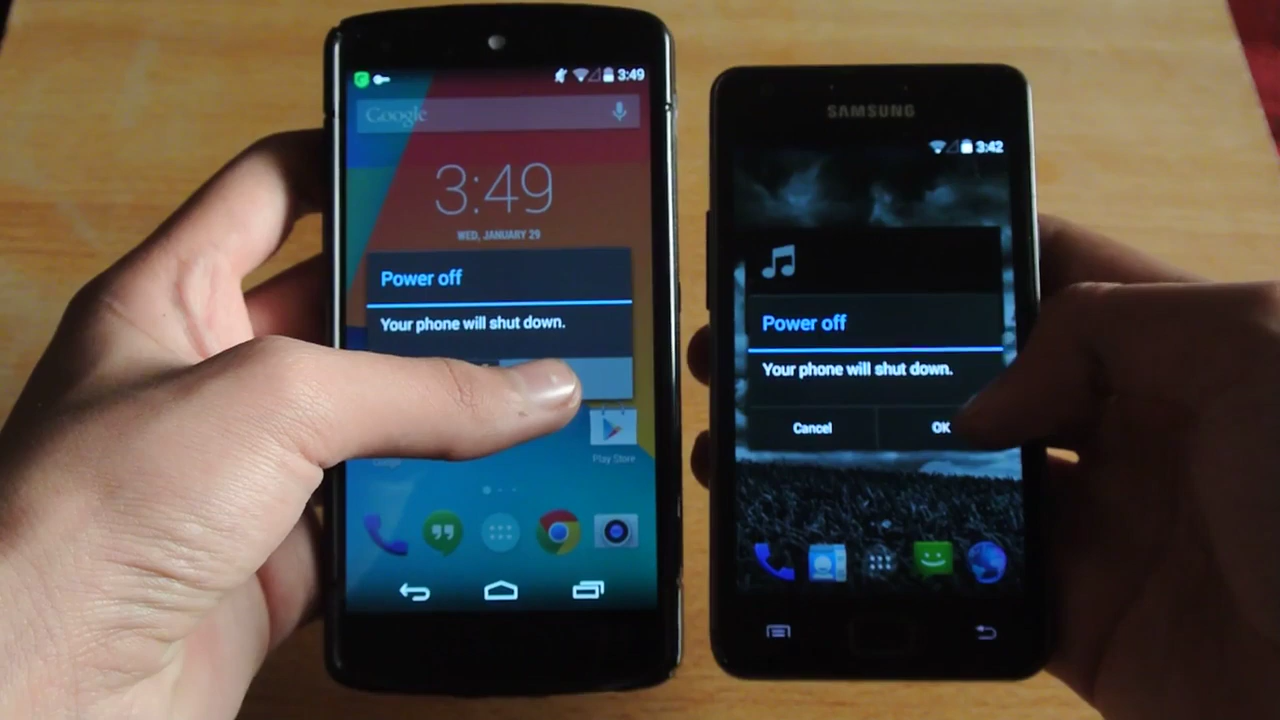 3:49
Google
3:49
WED, JANUARY 29
Power off
Your phone will shut down.
Play Store
SAMSUNG
3:42
Power off
Your phone will shut down.
Cancel
OK